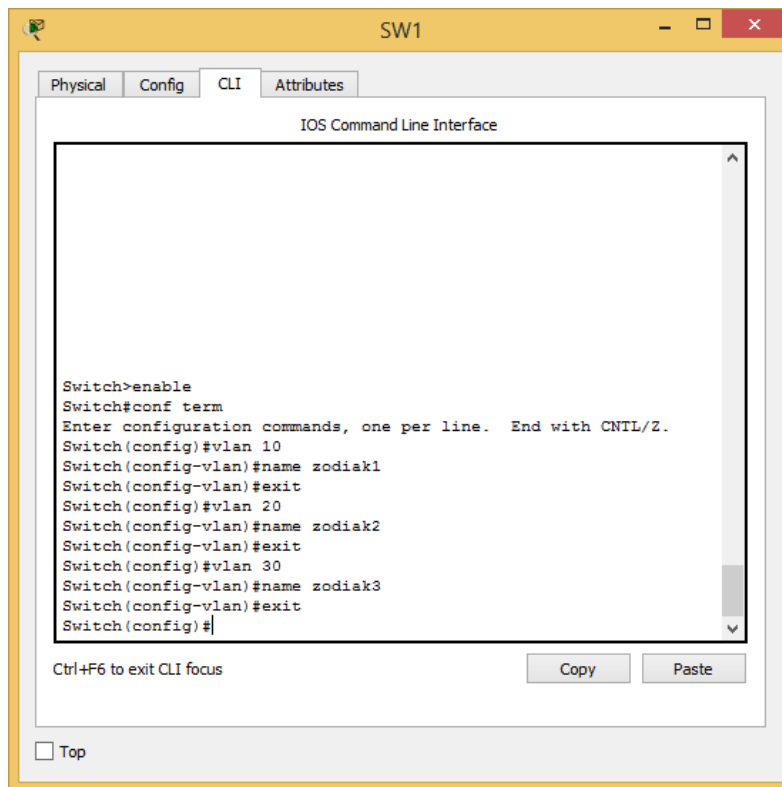 SW1
Physical Config CLI Attributes
IOS Command Line Interface
Switch>enable
Switch#conf term
Enter configuration commands, one per line.  End with CNTL/Z.
Switch(config)#vlan 10
Switch(config-vlan)#name zodiak1
Switch(config-vlan)#exit
Switch(config)#vlan 20
Switch(config-vlan)#name zodiak2
Switch(config-vlan)#exit
Switch(config)#vlan 30
Switch(config-vlan)#name zodiak3
Switch(config-vlan)#exit
Switch(config)#
Ctrl+F6 to exit CLI focus Copy Paste
Top